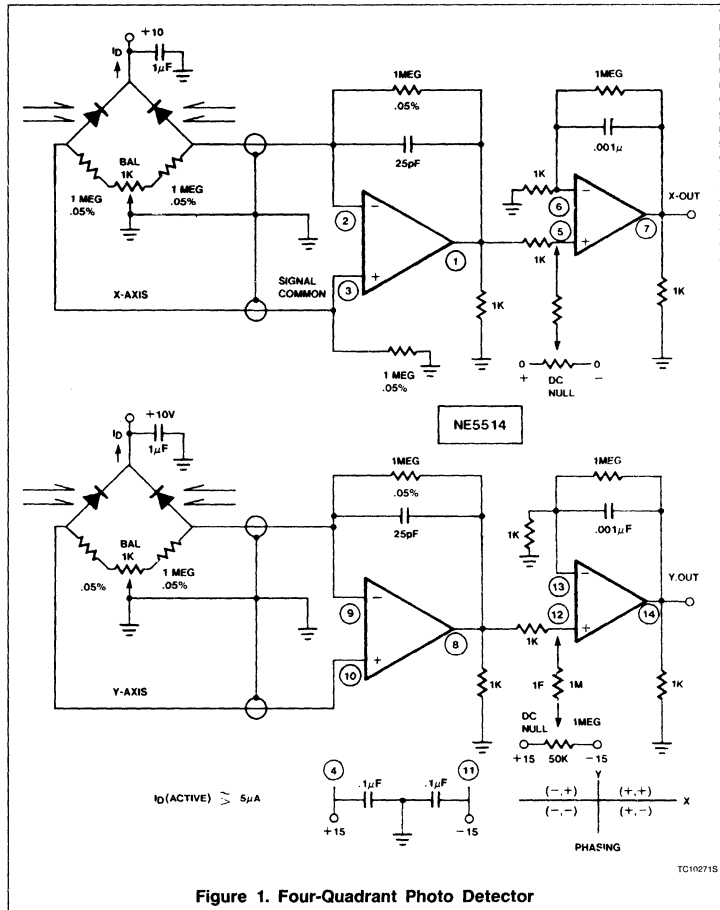 +10
ID
1μF
BAL
1K
1 MEG
.05%
1 MEG
.05%
X-AXIS
SIGNAL
COMMON
1MEG
.05%
25pF
2
−
3
+
1
1 MEG
.05%
1K
1MEG
.001μ
1K
6
−
5
+
7
X-OUT
1K
1K
0
0
+
DC
NULL
−
NE5514
+10V
ID
1μF
BAL
1K
.05%
1 MEG
.05%
Y-AXIS
1MEG
.05%
25pF
9
−
10
+
8
1K
1MEG
.001μF
1K
13
−
12
+
14
Y.OUT
1K
1F
1M
1K
DC
NULL
1MEG
+15
50K
−15
ID(ACTIVE) ≥ 5μA
4
.1μF
.1μF
11
+15
−15
Y
(−,+)
(+,+)
X
(−,−)
(+,−)
PHASING
TC10271S
Figure 1. Four-Quadrant Photo Detector